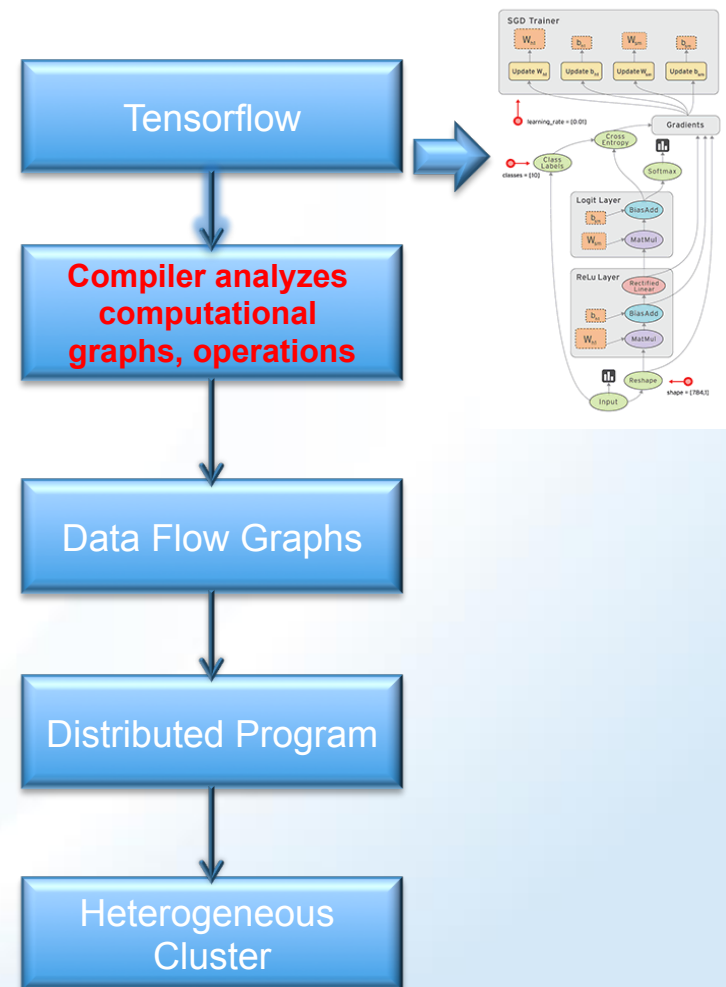 Tensorflow
Compiler analyzes
computational
graphs, operations
Data Flow Graphs
Distributed Program
Heterogeneous
Cluster
SGD Trainer
W
b
W
b
Update W
Update b
Update W
Update b
learning_rate = [0.01]
Gradients
Cross
Entropy
Class
Labels
classes = [10]
Softmax
Logit Layer
b
BiasAdd
W
MatMul
ReLu Layer
Rectified
Linear
b
BiasAdd
W
MatMul
Reshape
Input
shape = [784,1]